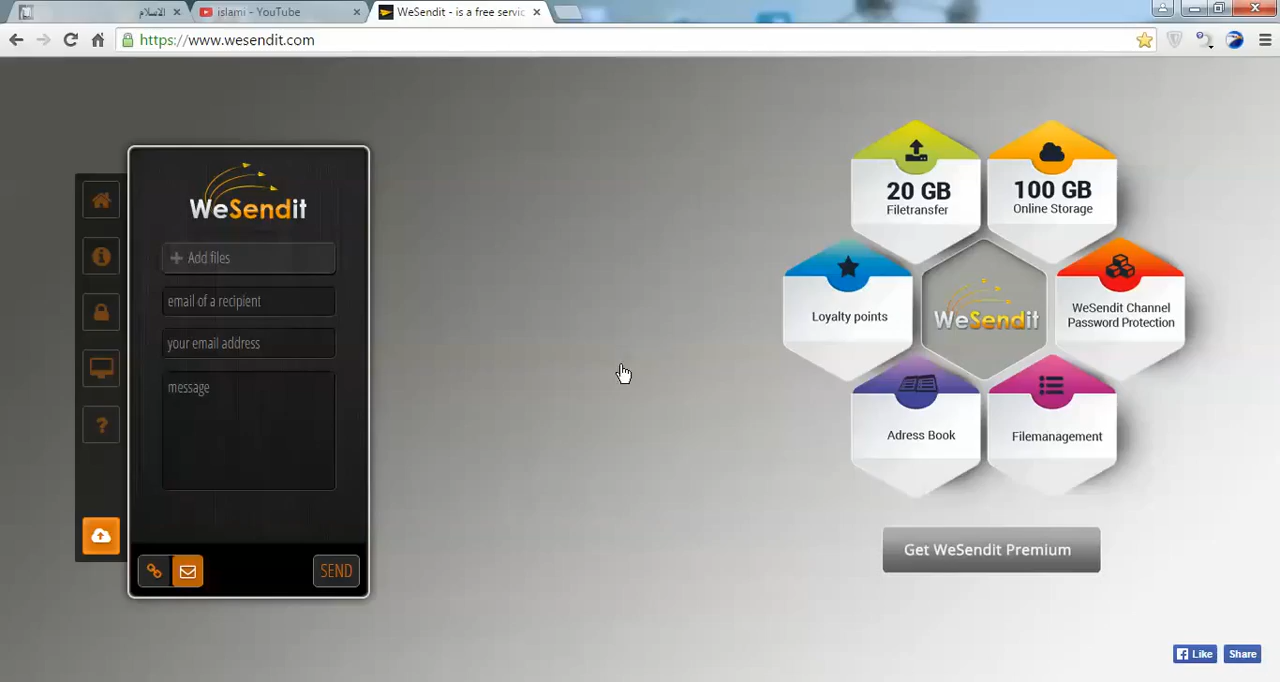 الاسلام
islami - YouTube
WeSendit - is a free servic
https://www.wesendit.com
WeSendit
Add files
email of a recipient
your email address
message
SEND
20 GB
Filetransfer
100 GB
Online Storage
Loyalty points
WeSendit
WeSendit Channel
Password Protection
Adress Book
Filemanagement
Get WeSendit Premium
Like
Share